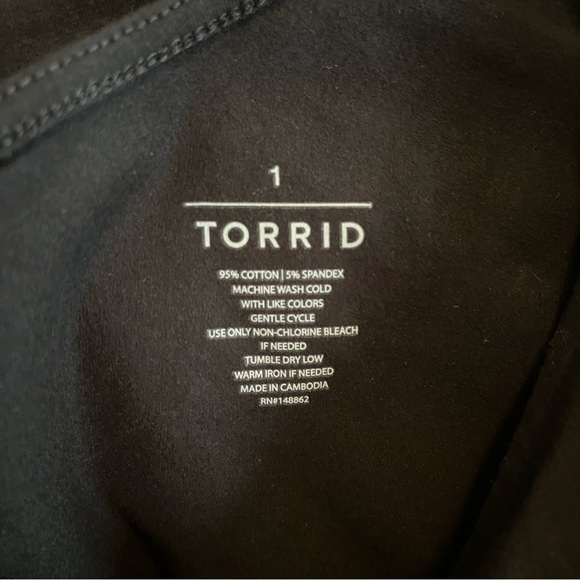 1
TORRID
95% COTTON | 5% SPANDEX
MACHINE WASH COLD
WITH LIKE COLORS
GENTLE CYCLE
USE ONLY NON-CHLORINE BLEACH
IF NEEDED
TUMBLE DRY LOW
WARM IRON IF NEEDED
MADE IN CAMBODIA
RN#148862